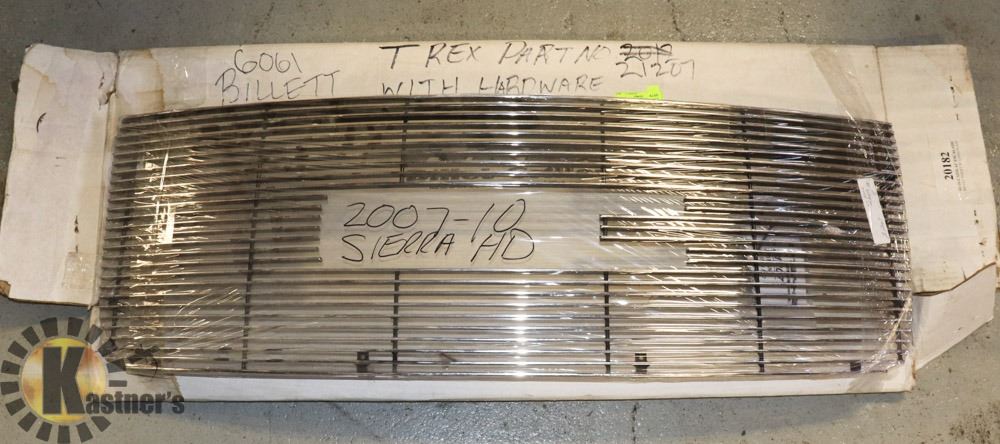 6061
BILLETT
T REX PART NO
21207
WITH HARDWARE
2007-10
SIERRA HD
20182
Kastner's